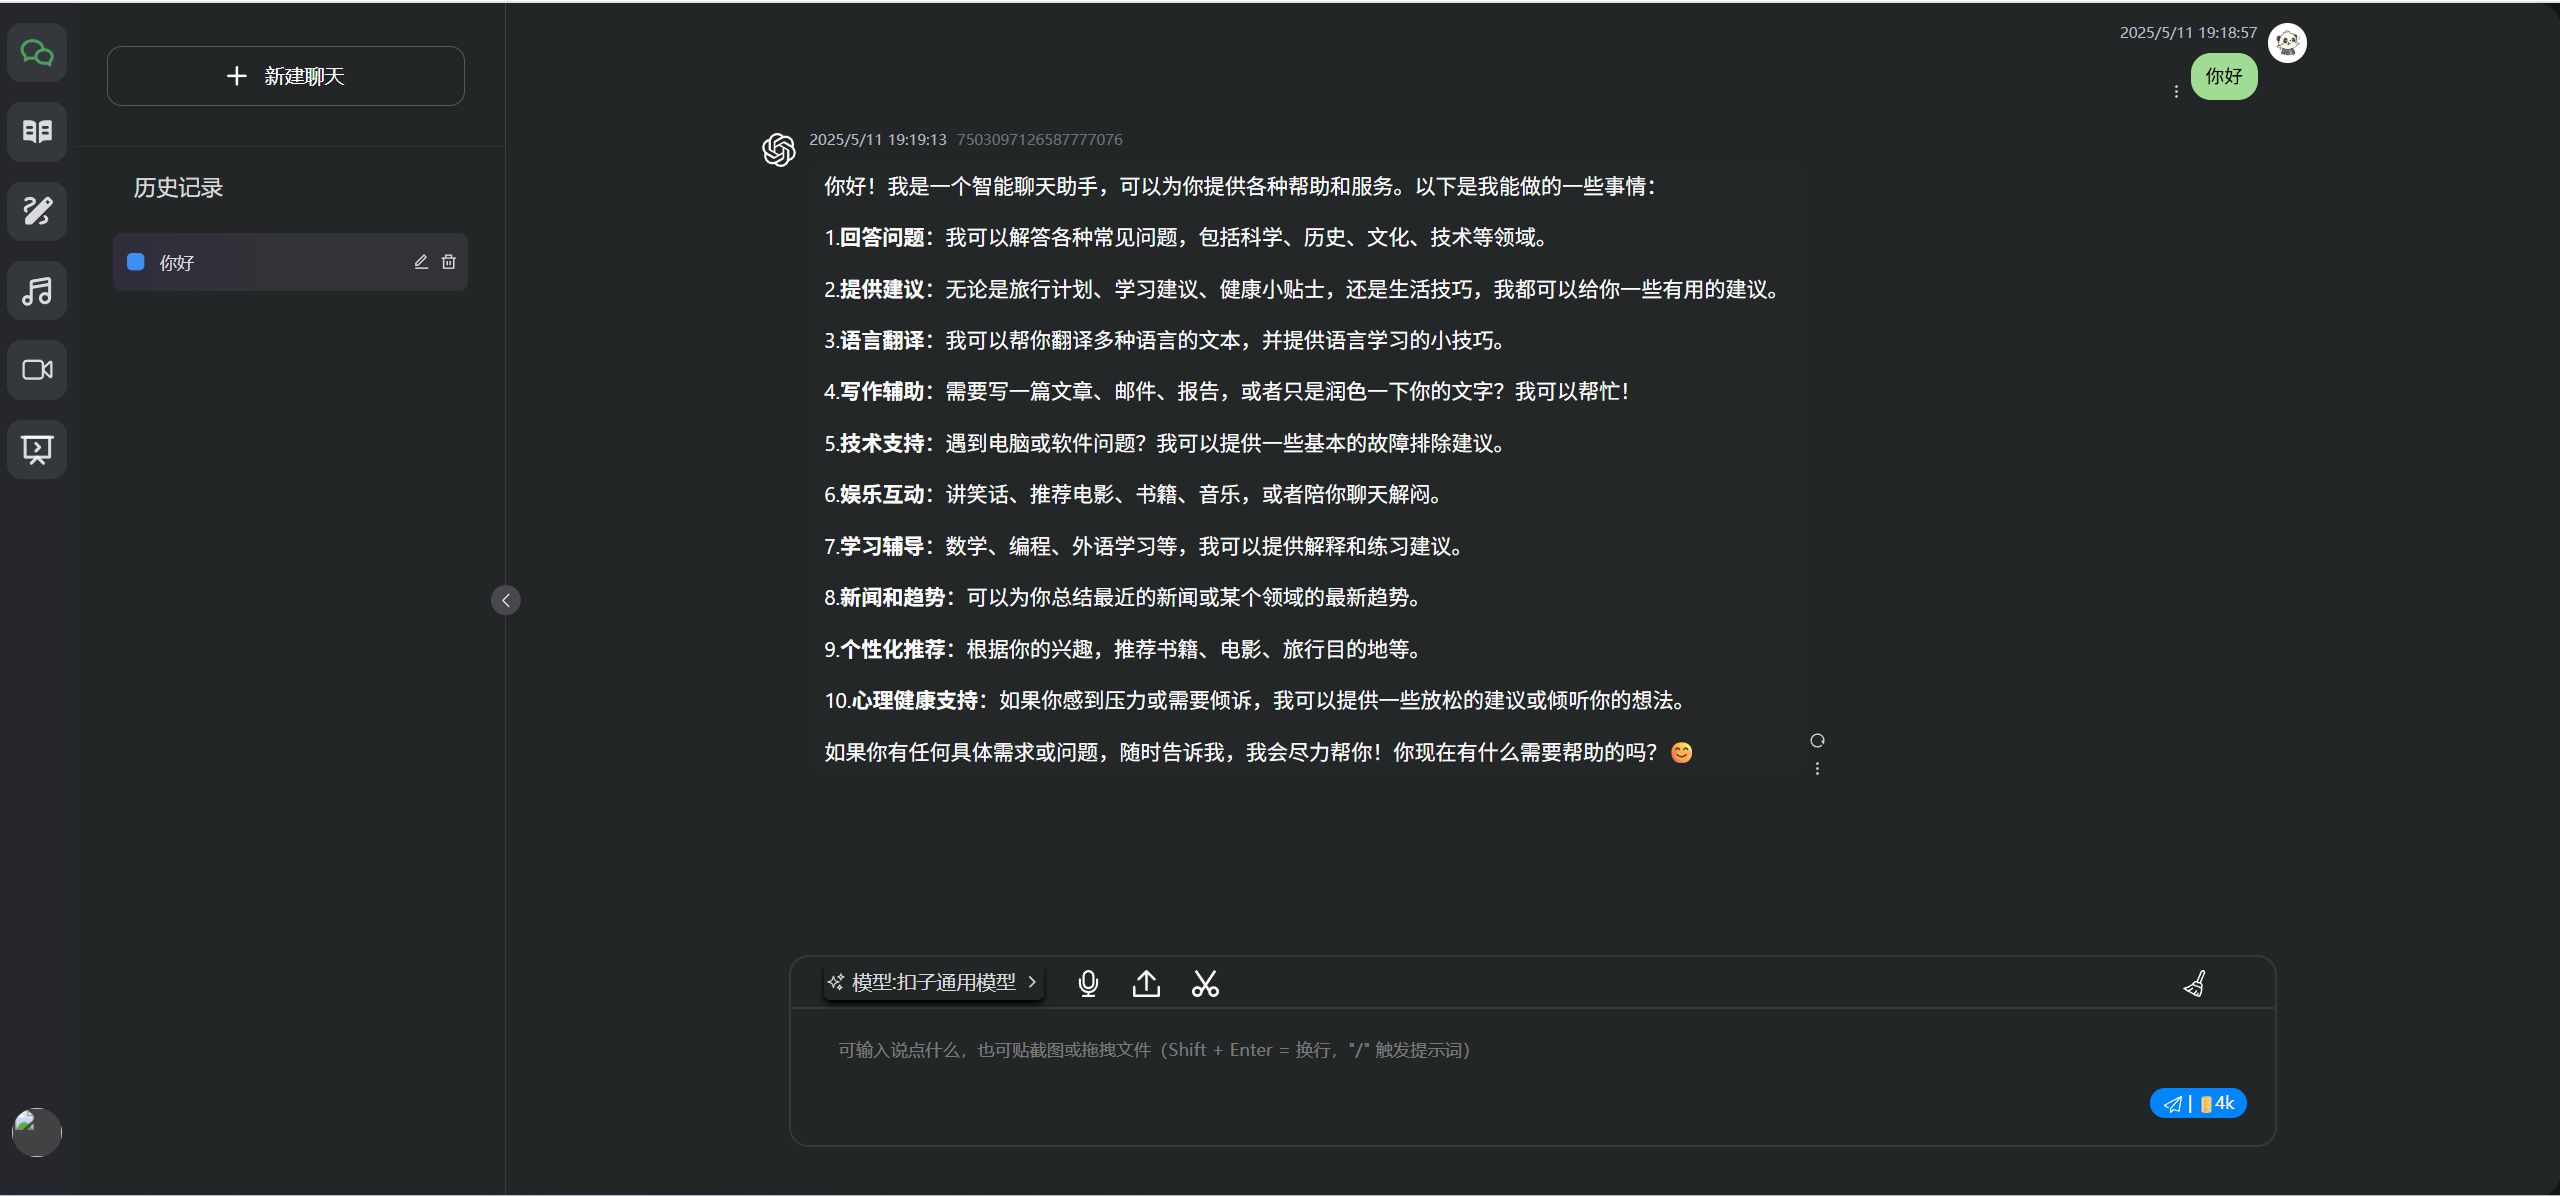 新建聊天
历史记录
你好
2025/5/11 19:18:57
你好
2025/5/11 19:19:13 7503097126587777076
你好！我是一个智能聊天助手，可以为你提供各种帮助和服务。以下是我能做的一些事情：
1.回答问题：我可以解答各种常见问题，包括科学、历史、文化、技术等领域。
2.提供建议：无论是旅行计划、学习建议、健康小贴士，还是生活技巧，我都可以给你一些有用的建议。
3.语言翻译：我可以帮你翻译多种语言的文本，并提供语言学习的小技巧。
4.写作辅助：需要写一篇文章、邮件、报告，或者只是润色一下你的文字？我可以帮忙！
5.技术支持：遇到电脑或软件问题？我可以提供一些基本的故障排除建议。
6.娱乐互动：讲笑话、推荐电影、书籍、音乐，或者陪你聊天解闷。
7.学习辅导：数学、编程、外语学习等，我可以提供解释和练习建议。
8.新闻和趋势：可以为你总结最近的新闻或某个领域的最新趋势。
9.个性化推荐：根据你的兴趣，推荐书籍、电影、旅行目的地等。
10.心理健康支持：如果你感到压力或需要倾诉，我可以提供一些放松的建议或倾听你的想法。
如果你有任何具体需求或问题，随时告诉我，我会尽力帮你！你现在有什么需要帮助的吗？😊
模型:扣子通用模型
可输入说点什么，也可贴截图或拖拽文件（Shift + Enter = 换行，"/" 触发提示词）
| 4k